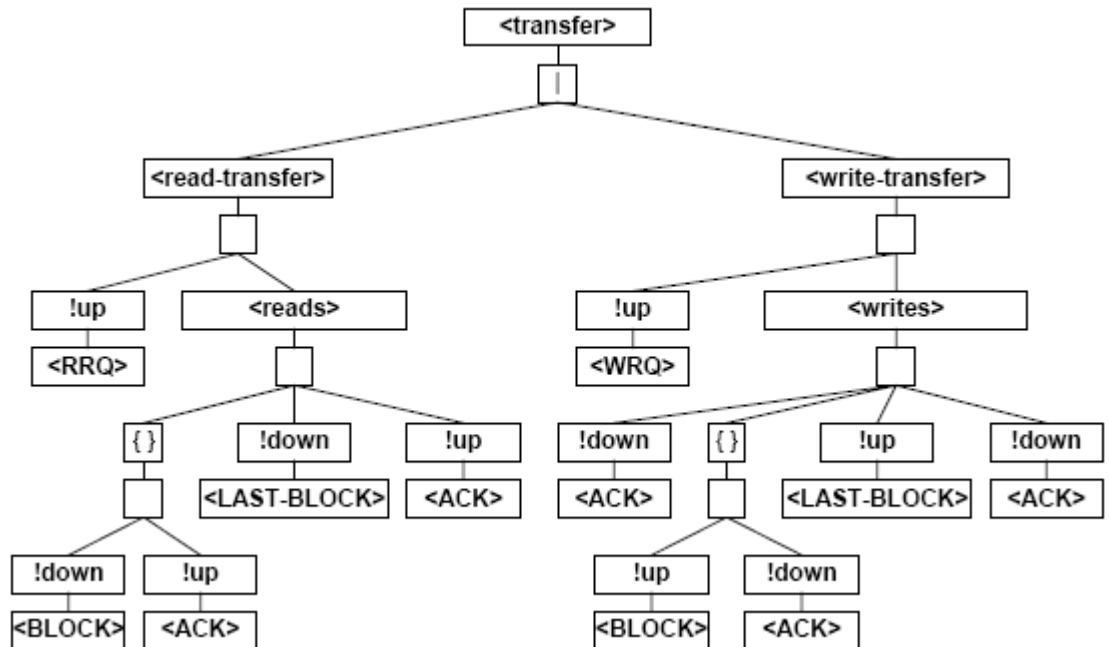 <transfer>
|
<read-transfer> <write-transfer>
!up <reads> !up <writes>
<RRQ> <WRQ>
{ } !down !up !down { } !up !down
<LAST-BLOCK> <ACK> <ACK> <LAST-BLOCK> <ACK>
!down !up !up !down
<BLOCK> <ACK> <BLOCK> <ACK>